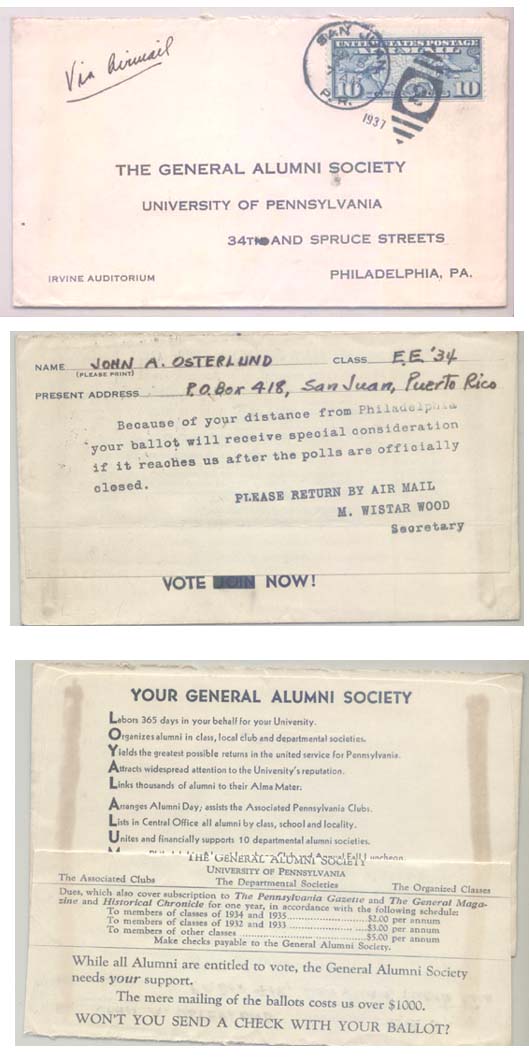 Via airmail
SAN JUAN
P.R.
1937
UNITED STATES POSTAGE
AIR MAIL
10 10
THE GENERAL ALUMNI SOCIETY
UNIVERSITY OF PENNSYLVANIA
34TH AND SPRUCE STREETS
IRVINE AUDITORIUM PHILADELPHIA, PA.
NAME JOHN A. OSTERLUND CLASS E.E. '34
(PLEASE PRINT)
PRESENT ADDRESS P.O. Box 418, San Juan, Puerto Rico
Because of your distance from Philadelphia
your ballot will receive special consideration
if it reaches us after the polls are officially
closed.
PLEASE RETURN BY AIR MAIL
M. WISTAR WOOD
Secretary
VOTE JOIN NOW!
YOUR GENERAL ALUMNI SOCIETY
Labors 365 days in your behalf for your University.
Organizes alumni in class, local club and departmental societies.
Yields the greatest possible returns in the united service for Pennsylvania.
Attracts widespread attention to the University's reputation.
Links thousands of alumni to their Alma Mater.
Arranges Alumni Day; assists the Associated Pennsylvania Clubs.
Lists in Central Office all alumni by class, school and locality.
Unites and financially supports 10 departmental alumni societies.
Annual Fall Luncheon.
THE GENERAL ALUMNI SOCIETY
UNIVERSITY OF PENNSYLVANIA
The Associated Clubs The Departmental Societies The Organized Classes
Dues, which also cover subscription to The Pennsylvania Gazette and The General Maga-
zine and Historical Chronicle for one year, in accordance with the following schedule:
To members of classes of 1934 and 1935 $2.00 per annum
To members of classes of 1932 and 1933 $3.00 per annum
To members of other classes $5.00 per annum
Make checks payable to the General Alumni Society.
While all Alumni are entitled to vote, the General Alumni Society
needs your support.
The mere mailing of the ballots costs us over $1000.
WON'T YOU SEND A CHECK WITH YOUR BALLOT?